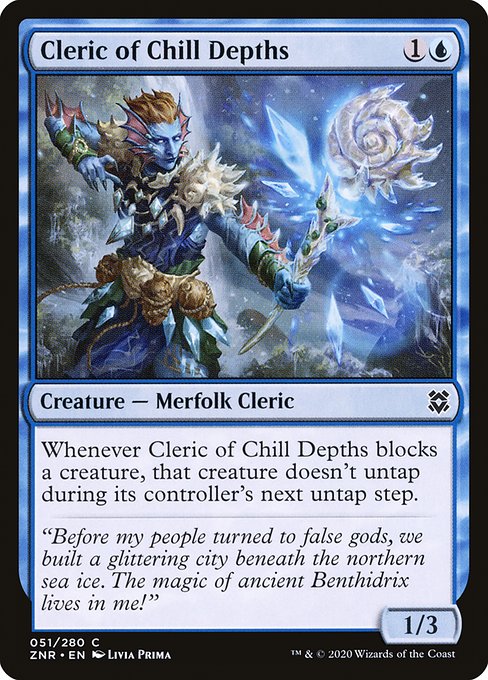 Cleric of Chill Depths 1
Creature — Merfolk Cleric
Whenever Cleric of Chill Depths blocks
a creature, that creature doesn't untap
during its controller's next untap step.
“Before my people turned to false gods, we
built a glittering city beneath the northern
sea ice. The magic of ancient Benthidrix
lives in me!”
1/3
051/280 C
ZNR • EN Livia Prima ™ & © 2020 Wizards of the Coast